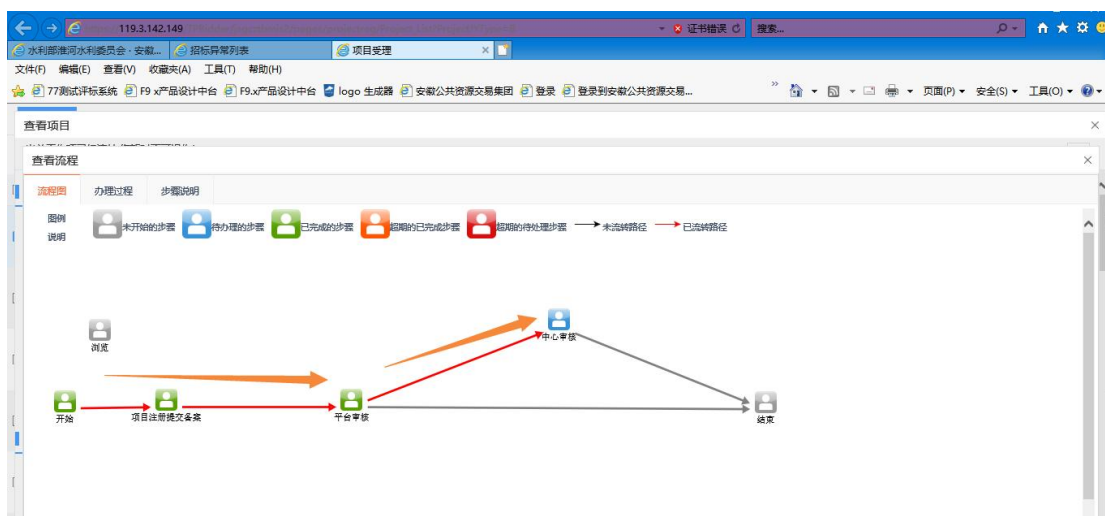 119.3.142.149
证书错误
搜索...
水利部淮河水利委员会 · 安徽...
招标异常列表
项目受理
文件(F) 编辑(E) 查看(V) 收藏夹(A) 工具(T) 帮助(H)
77测试评标系统 F9 x产品设计中台 F9.x产品设计中台 logo 生成器 安徽公共资源交易集团 登录 登录到安徽公共资源交易... 页面(P) 安全(S) 工具(O)
查看项目
查看流程
流程图 办理过程 步骤说明
图例
说明
未开始的步骤 待办理的步骤 已完成的步骤 超期的已完成步骤 超期的待处理步骤 未流转路径 已流转路径
中心审核
浏览
开始
项目注册提交备案
平台审核
结束